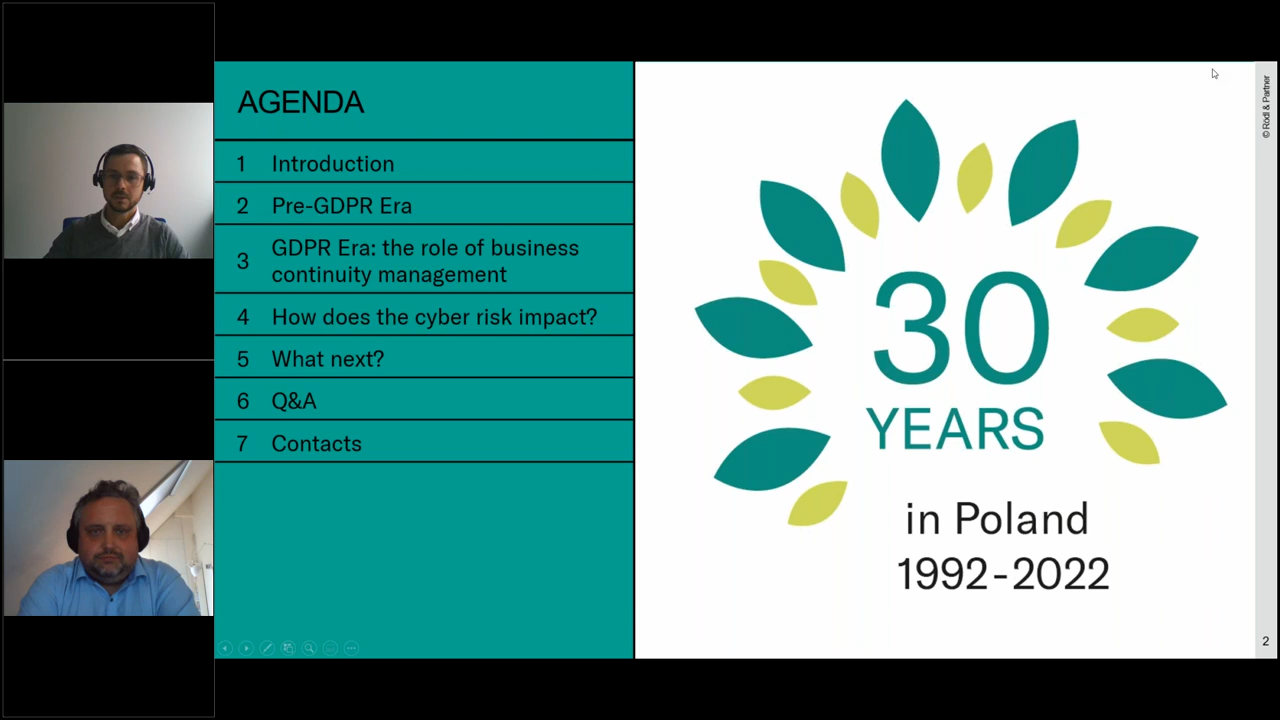 AGENDA
1 Introduction
2 Pre-GDPR Era
3 GDPR Era: the role of business
continuity management
4 How does the cyber risk impact?
5 What next?
6 Q&A
7 Contacts
30
YEARS
in Poland
1992-2022
© Rödl & Partner
2